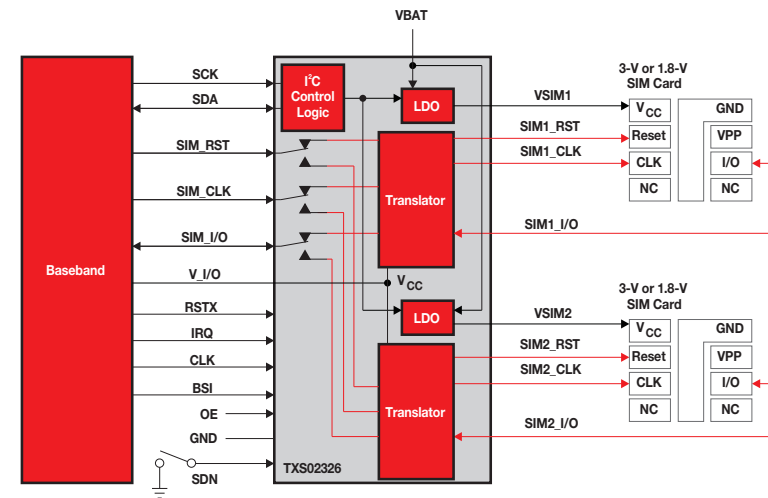 VBAT
Baseband
SCK
SDA
SIM_RST
SIM_CLK
SIM_I/O
V_I/O
RSTX
IRQ
CLK
BSI
OE
GND
SDN
I²C
Control
Logic
LDO
Translator
VCC
LDO
Translator
TXS02326
VSIM1
SIM1_RST
SIM1_CLK
SIM1_I/O
3-V or 1.8-V
SIM Card
VCC
GND
Reset
VPP
CLK
I/O
NC
NC
VSIM2
SIM2_RST
SIM2_CLK
SIM2_I/O
3-V or 1.8-V
SIM Card
VCC
GND
Reset
VPP
CLK
I/O
NC
NC